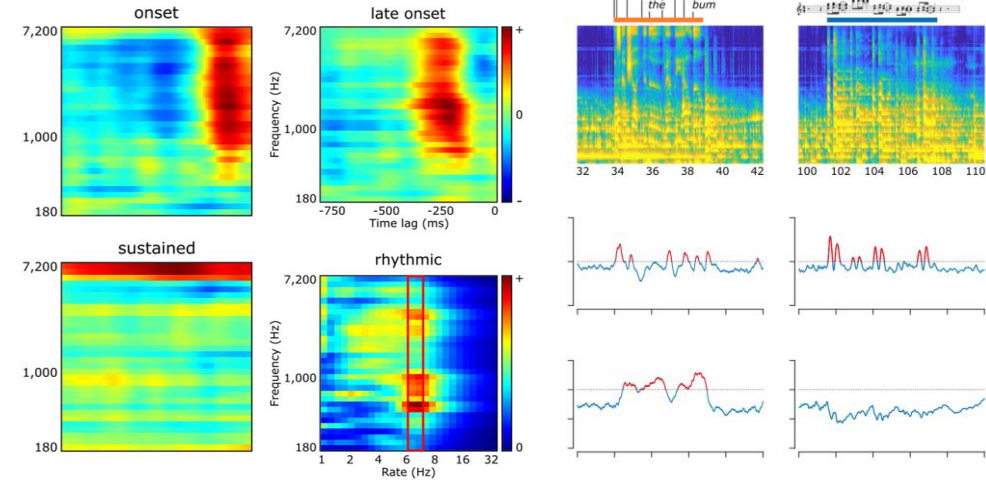 onset
7,200
1,000
180
late onset
7,200
1,000
180
Frequency (Hz)
-750 -500 -250 0
Time lag (ms)
+
0
-
sustained
7,200
1,000
180
rhythmic
7,200
1,000
180
Frequency (Hz)
1 2 4 6 8 16 32
Rate (Hz)
+
0
the bum
32 34 36 38 40 42
100 102 104 106 108 110